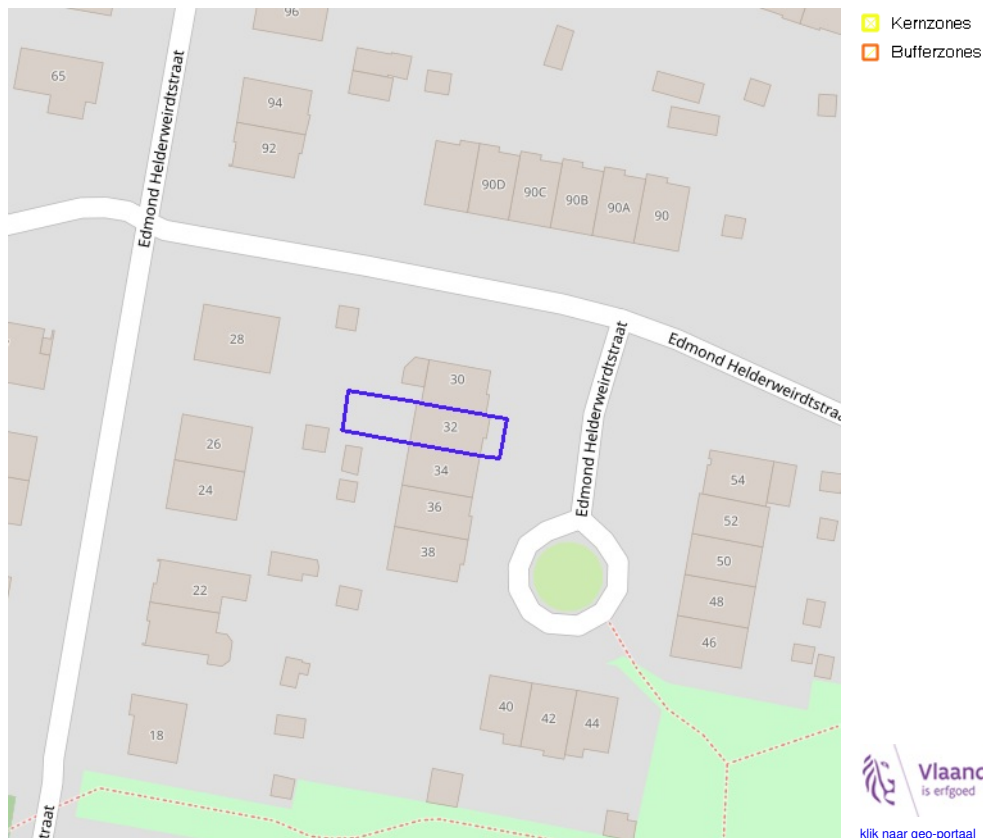 96
65
94
92
Edmond Helderweirdtstraat
90D
90C
90B
90A
90
28
30
32
34
36
38
26
24
22
18
Edmond Helderweirdtstraat
Edmond Helderweirdtstraa
54
52
50
48
46
40
42
44
traat
Kernzones
Bufferzones
Vlaand
is erfgoed
klik naar geo-portaal